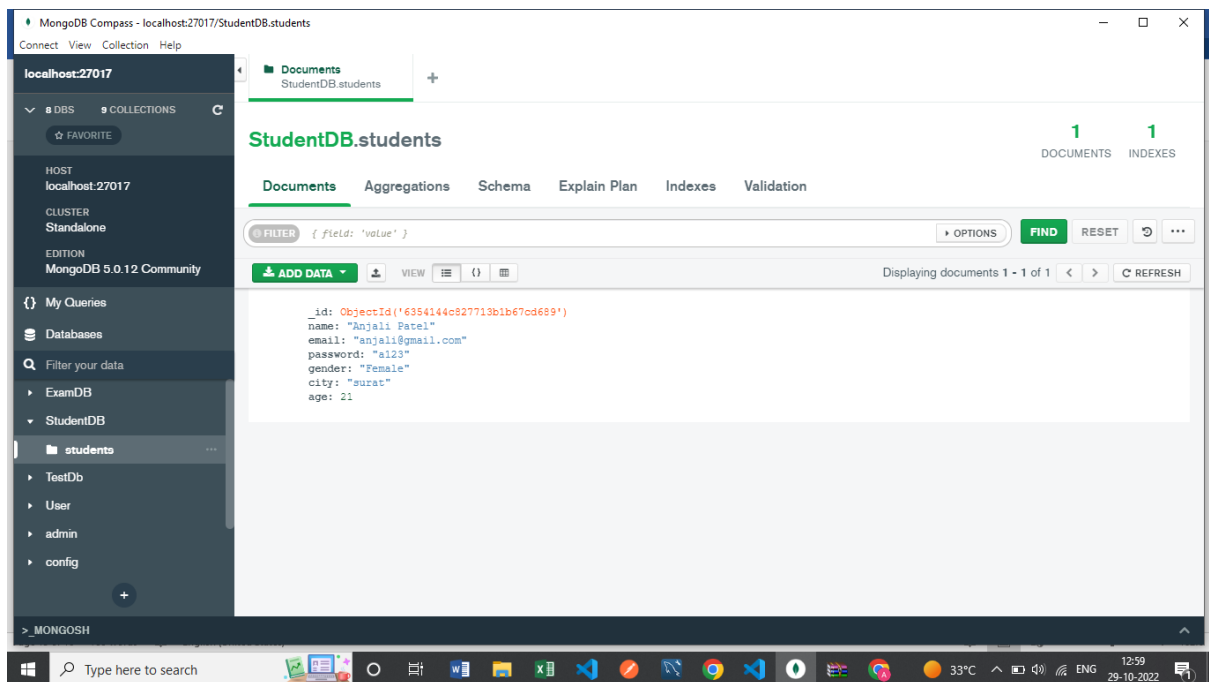 MongoDB Compass - localhost:27017/StudentDB.students
Connect View Collection Help
localhost:27017
8 DBS 9 COLLECTIONS
FAVORITE
HOST
localhost:27017
CLUSTER
Standalone
EDITION
MongoDB 5.0.12 Community
{} My Queries
Databases
Filter your data
ExamDB
StudentDB
students
TestDb
User
admin
config
+
Documents
StudentDB.students
+
StudentDB.students
1 DOCUMENTS
1 INDEXES
Documents Aggregations Schema Explain Plan Indexes Validation
FILTER { field: 'value' } OPTIONS FIND RESET ...
ADD DATA VIEW {} Displaying documents 1 - 1 of 1 < > REFRESH
_id: ObjectId('6354144c827713b1b67cd689')
name: "Anjali Patel"
email: "anjali@gmail.com"
password: "a123"
gender: "Female"
city: "surat"
age: 21
>_MONGOSH
Type here to search
33°C ENG 12:59
29-10-2022